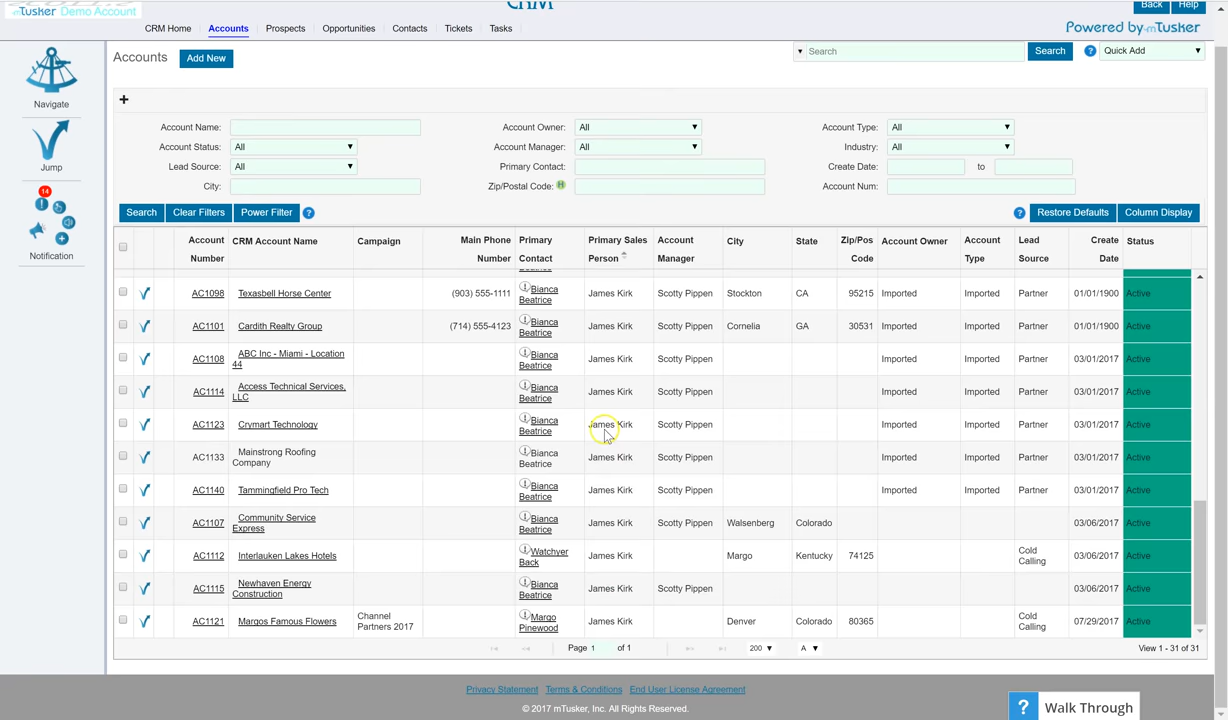 CRM
mTusker Demo Account
Back Help
CRM Home Accounts Prospects Opportunities Contacts Tickets Tasks
Powered by mTusker
Accounts Add New
Search Search ? Quick Add
Navigate
Jump
14
Notification
+
Account Name: Account Owner: All Account Type: All
Account Status: All Account Manager: All Industry: All
Lead Source: All Primary Contact: Create Date: to
City: Zip/Postal Code: H Account Num:
Search Clear Filters Power Filter ? ? Restore Defaults Column Display
Account Number CRM Account Name Campaign Main Phone Number Primary Contact Primary Sales Person Account Manager City State Zip/Pos Code Account Owner Account Type Lead Source Create Date Status
Beatrice
AC1098 Texasbell Horse Center (903) 555-1111 Bianca Beatrice James Kirk Scotty Pippen Stockton CA 95215 Imported Imported Partner 01/01/1900 Active
AC1101 Cardith Realty Group (714) 555-4123 Bianca Beatrice James Kirk Scotty Pippen Cornelia GA 30531 Imported Imported Partner 01/01/1900 Active
AC1108 ABC Inc - Miami - Location 44 Bianca Beatrice James Kirk Scotty Pippen Imported Imported Partner 03/01/2017 Active
AC1114 Access Technical Services, LLC Bianca Beatrice James Kirk Scotty Pippen Imported Imported Partner 03/01/2017 Active
AC1123 Crymart Technology Bianca Beatrice James Kirk Scotty Pippen Imported Imported Partner 03/01/2017 Active
AC1133 Mainstrong Roofing Company Bianca Beatrice James Kirk Scotty Pippen Imported Imported Partner 03/01/2017 Active
AC1140 Tammingfield Pro Tech Bianca Beatrice James Kirk Scotty Pippen Imported Imported Partner 03/01/2017 Active
AC1107 Community Service Express Bianca Beatrice James Kirk Scotty Pippen Walsenberg Colorado 03/06/2017 Active
AC1112 Interlauken Lakes Hotels Watchyer Back James Kirk Margo Kentucky 74125 Cold Calling 03/06/2017 Active
AC1115 Newhaven Energy Construction Bianca Beatrice James Kirk Scotty Pippen 03/06/2017 Active
AC1121 Margos Famous Flowers Channel Partners 2017 Margo Pinewood James Kirk Denver Colorado 80365 Cold Calling 07/29/2017 Active
Page 1 of 1 200 A View 1 - 31 of 31
Privacy Statement Terms & Conditions End User License Agreement
© 2017 mTusker, Inc. All Rights Reserved.
? Walk Through